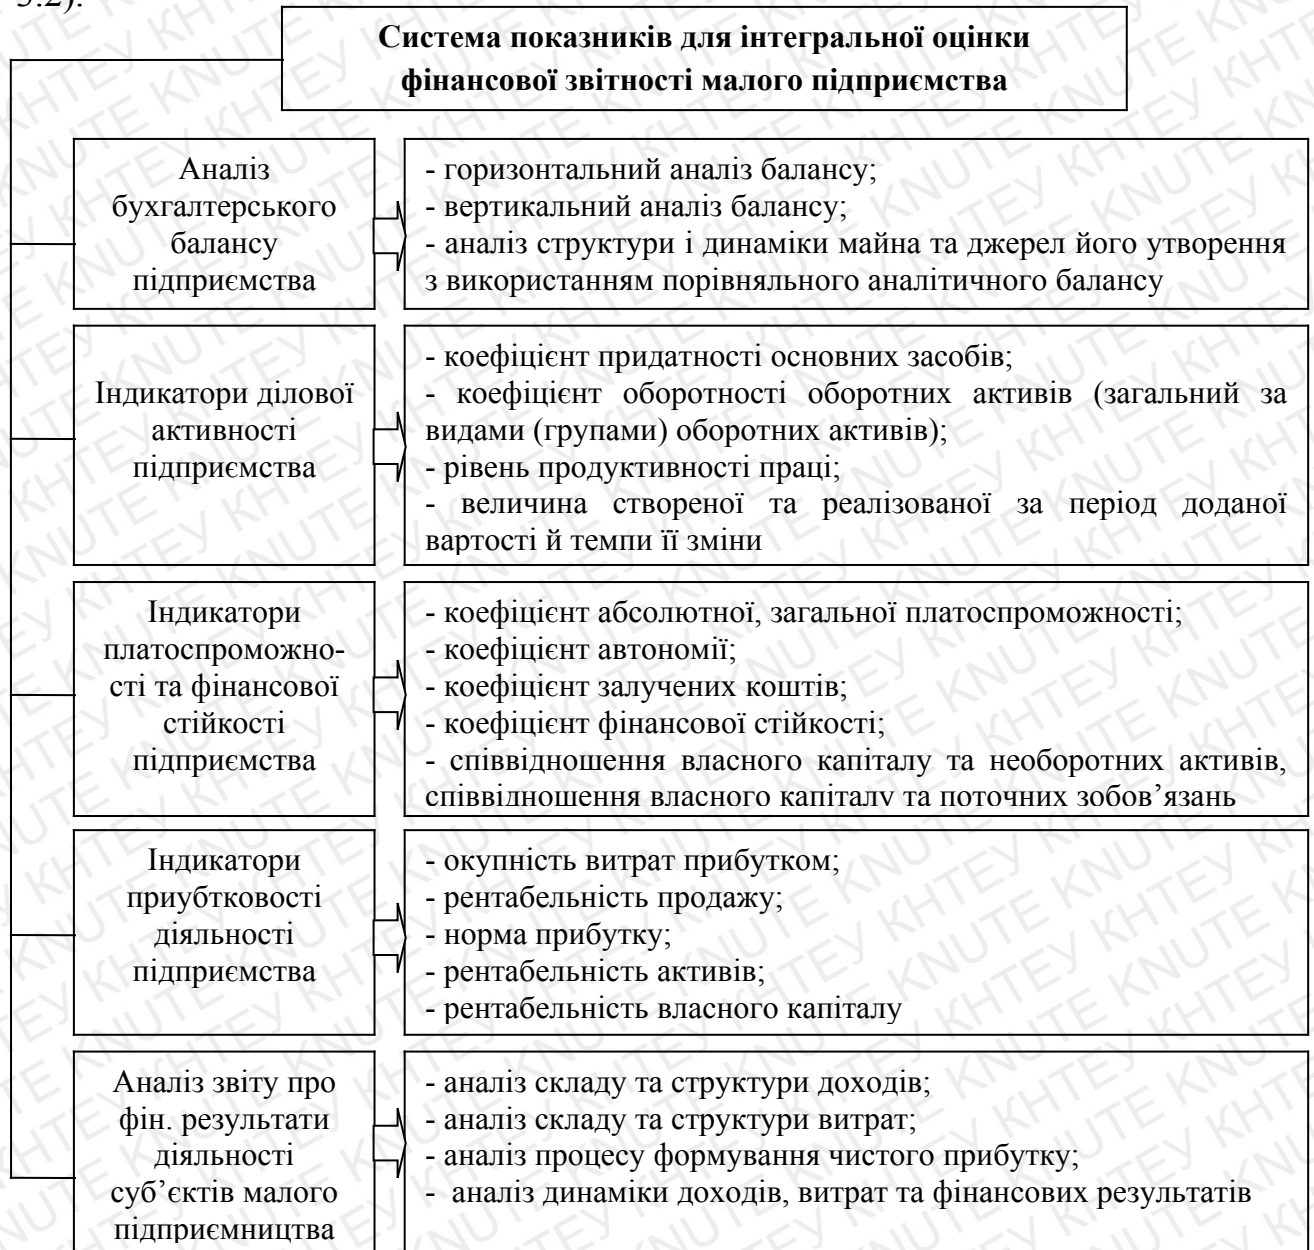 3.2).
Система показників для інтегральної оцінки
фінансової звітності малого підприємства
Аналіз
бухгалтерського
балансу
підприємства
- горизонтальний аналіз балансу;
- вертикальний аналіз балансу;
- аналіз структури і динаміки майна та джерел його утворення
з використанням порівняльного аналітичного балансу
Індикатори ділової
активності
підприємства
- коефіцієнт придатності основних засобів;
- коефіцієнт оборотності оборотних активів (загальний за
видами (групами) оборотних активів);
- рівень продуктивності праці;
- величина створеної та реалізованої за період доданої
вартості й темпи її зміни
Індикатори
платоспроможно-
сті та фінансової
стійкості
підприємства
- коефіцієнт абсолютної, загальної платоспроможності;
- коефіцієнт автономії;
- коефіцієнт залучених коштів;
- коефіцієнт фінансової стійкості;
- співвідношення власного капіталу та необоротних активів,
співвідношення власного капіталу та поточних зобов’язань
Індикатори
приубтковості
діяльності
підприємства
- окупність витрат прибутком;
- рентабельність продажу;
- норма прибутку;
- рентабельність активів;
- рентабельність власного капіталу
Аналіз звіту про
фін. результати
діяльності
суб’єктів малого
підприємництва
- аналіз складу та структури доходів;
- аналіз складу та структури витрат;
- аналіз процесу формування чистого прибутку;
- аналіз динаміки доходів, витрат та фінансових результатів